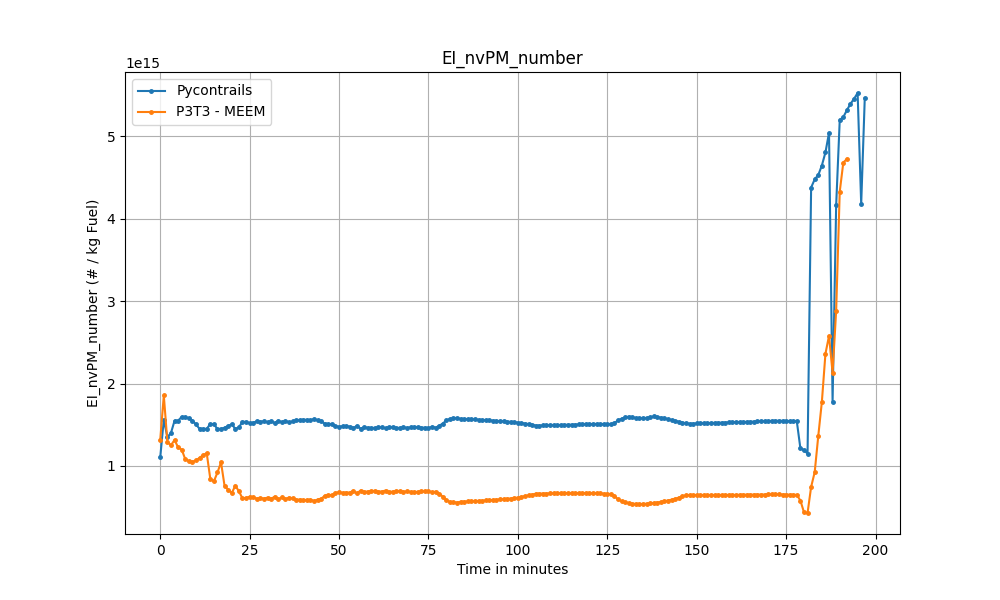 EI_nvPM_number
1e15
Pycontrails
P3T3 - MEEM
EI_nvPM_number (# / kg Fuel)
5
4
3
2
1
0
25
50
75
100
125
150
175
200
Time in minutes